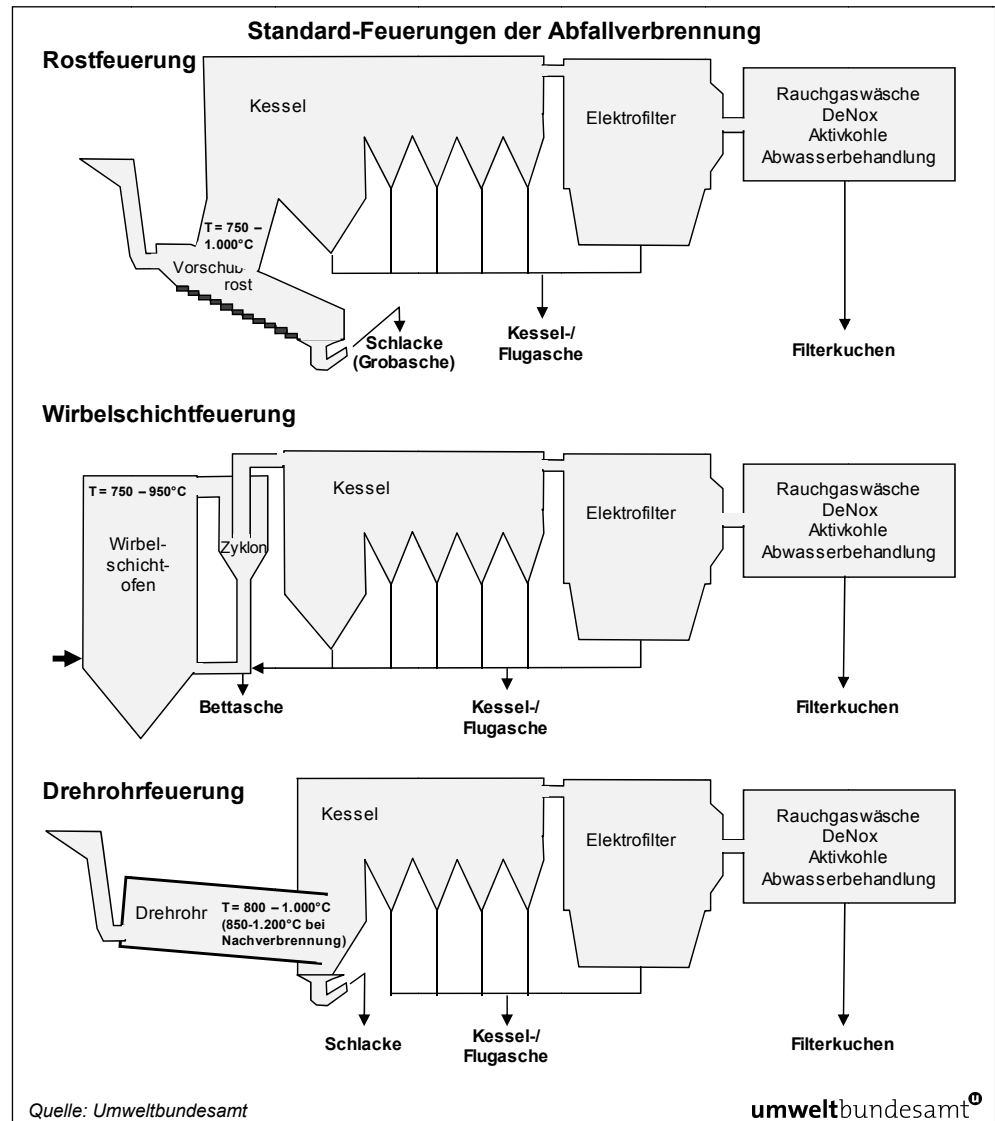 Standard-Feuerungen der Abfallverbrennung
Rostfeuerung
Kessel
Elektrofilter
Rauchgaswäsche
DeNox
Aktivkohle
Abwasserbehandlung
T = 750 –
1.000°C
Vorschub-
rost
Schlacke
(Grobasche)
Kessel-/
Flugasche
Filterkuchen
Wirbelschichtfeuerung
T = 750 – 950°C
Wirbel-
schicht-
ofen
Zyklon
Kessel
Elektrofilter
Rauchgaswäsche
DeNox
Aktivkohle
Abwasserbehandlung
Bettasche
Kessel-/
Flugasche
Filterkuchen
Drehrohrfeuerung
Kessel
Elektrofilter
Rauchgaswäsche
DeNox
Aktivkohle
Abwasserbehandlung
Drehrohr
T = 800 – 1.000°C
(850-1.200°C bei
Nachverbrennung)
Schlacke
Kessel-/
Flugasche
Filterkuchen
Quelle: Umweltbundesamt
umweltbundesamt u